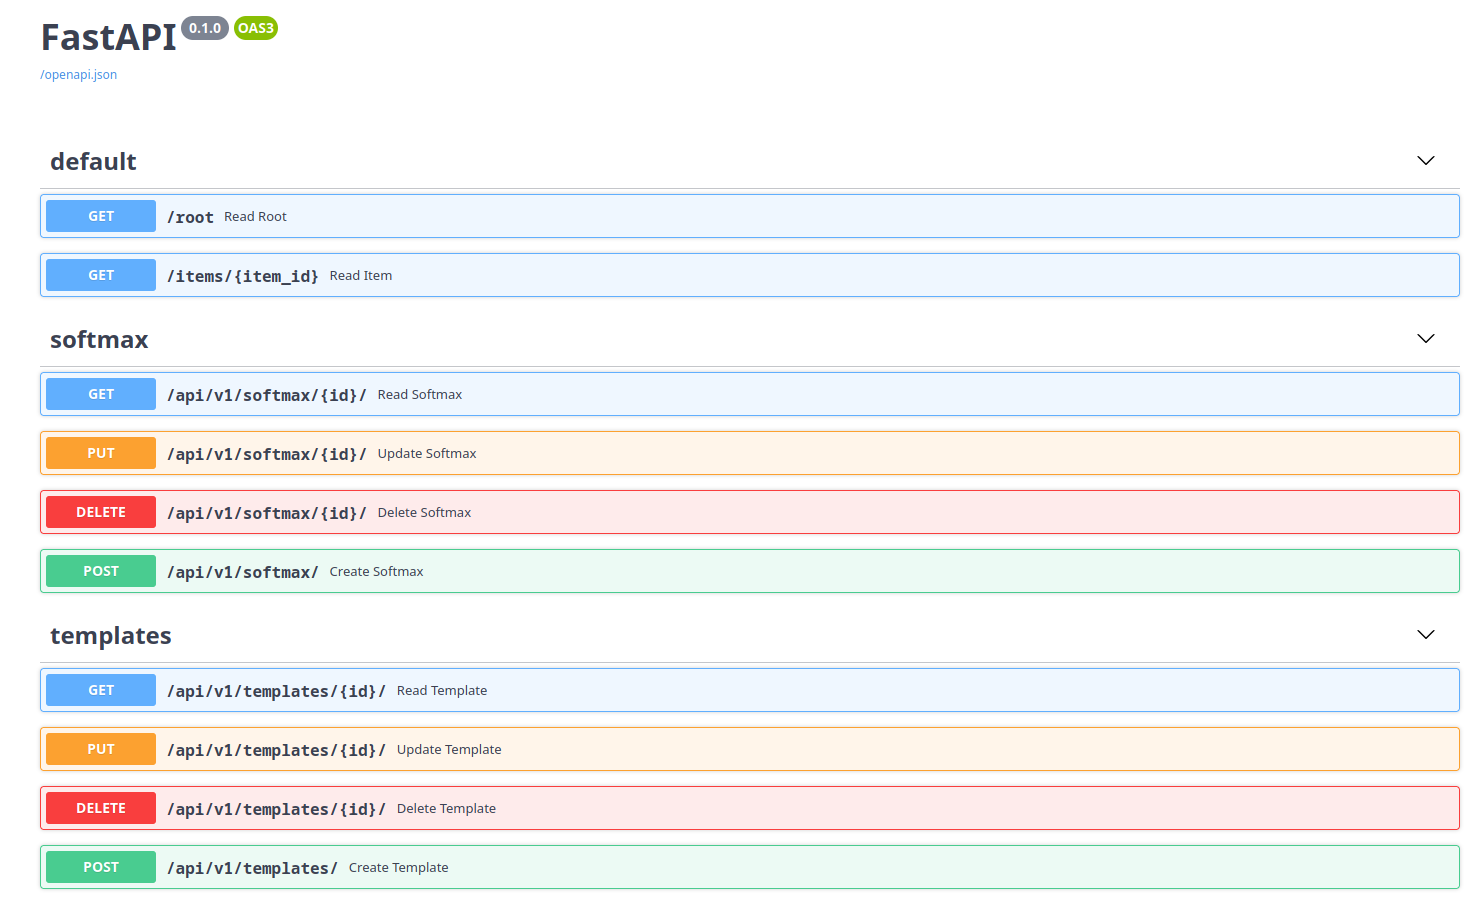 FastAPI 0.1.0 OAS3
/openapi.json
default
GET /root Read Root
GET /items/{item_id} Read Item
softmax
GET /api/v1/softmax/{id}/ Read Softmax
PUT /api/v1/softmax/{id}/ Update Softmax
DELETE /api/v1/softmax/{id}/ Delete Softmax
POST /api/v1/softmax/ Create Softmax
templates
GET /api/v1/templates/{id}/ Read Template
PUT /api/v1/templates/{id}/ Update Template
DELETE /api/v1/templates/{id}/ Delete Template
POST /api/v1/templates/ Create Template